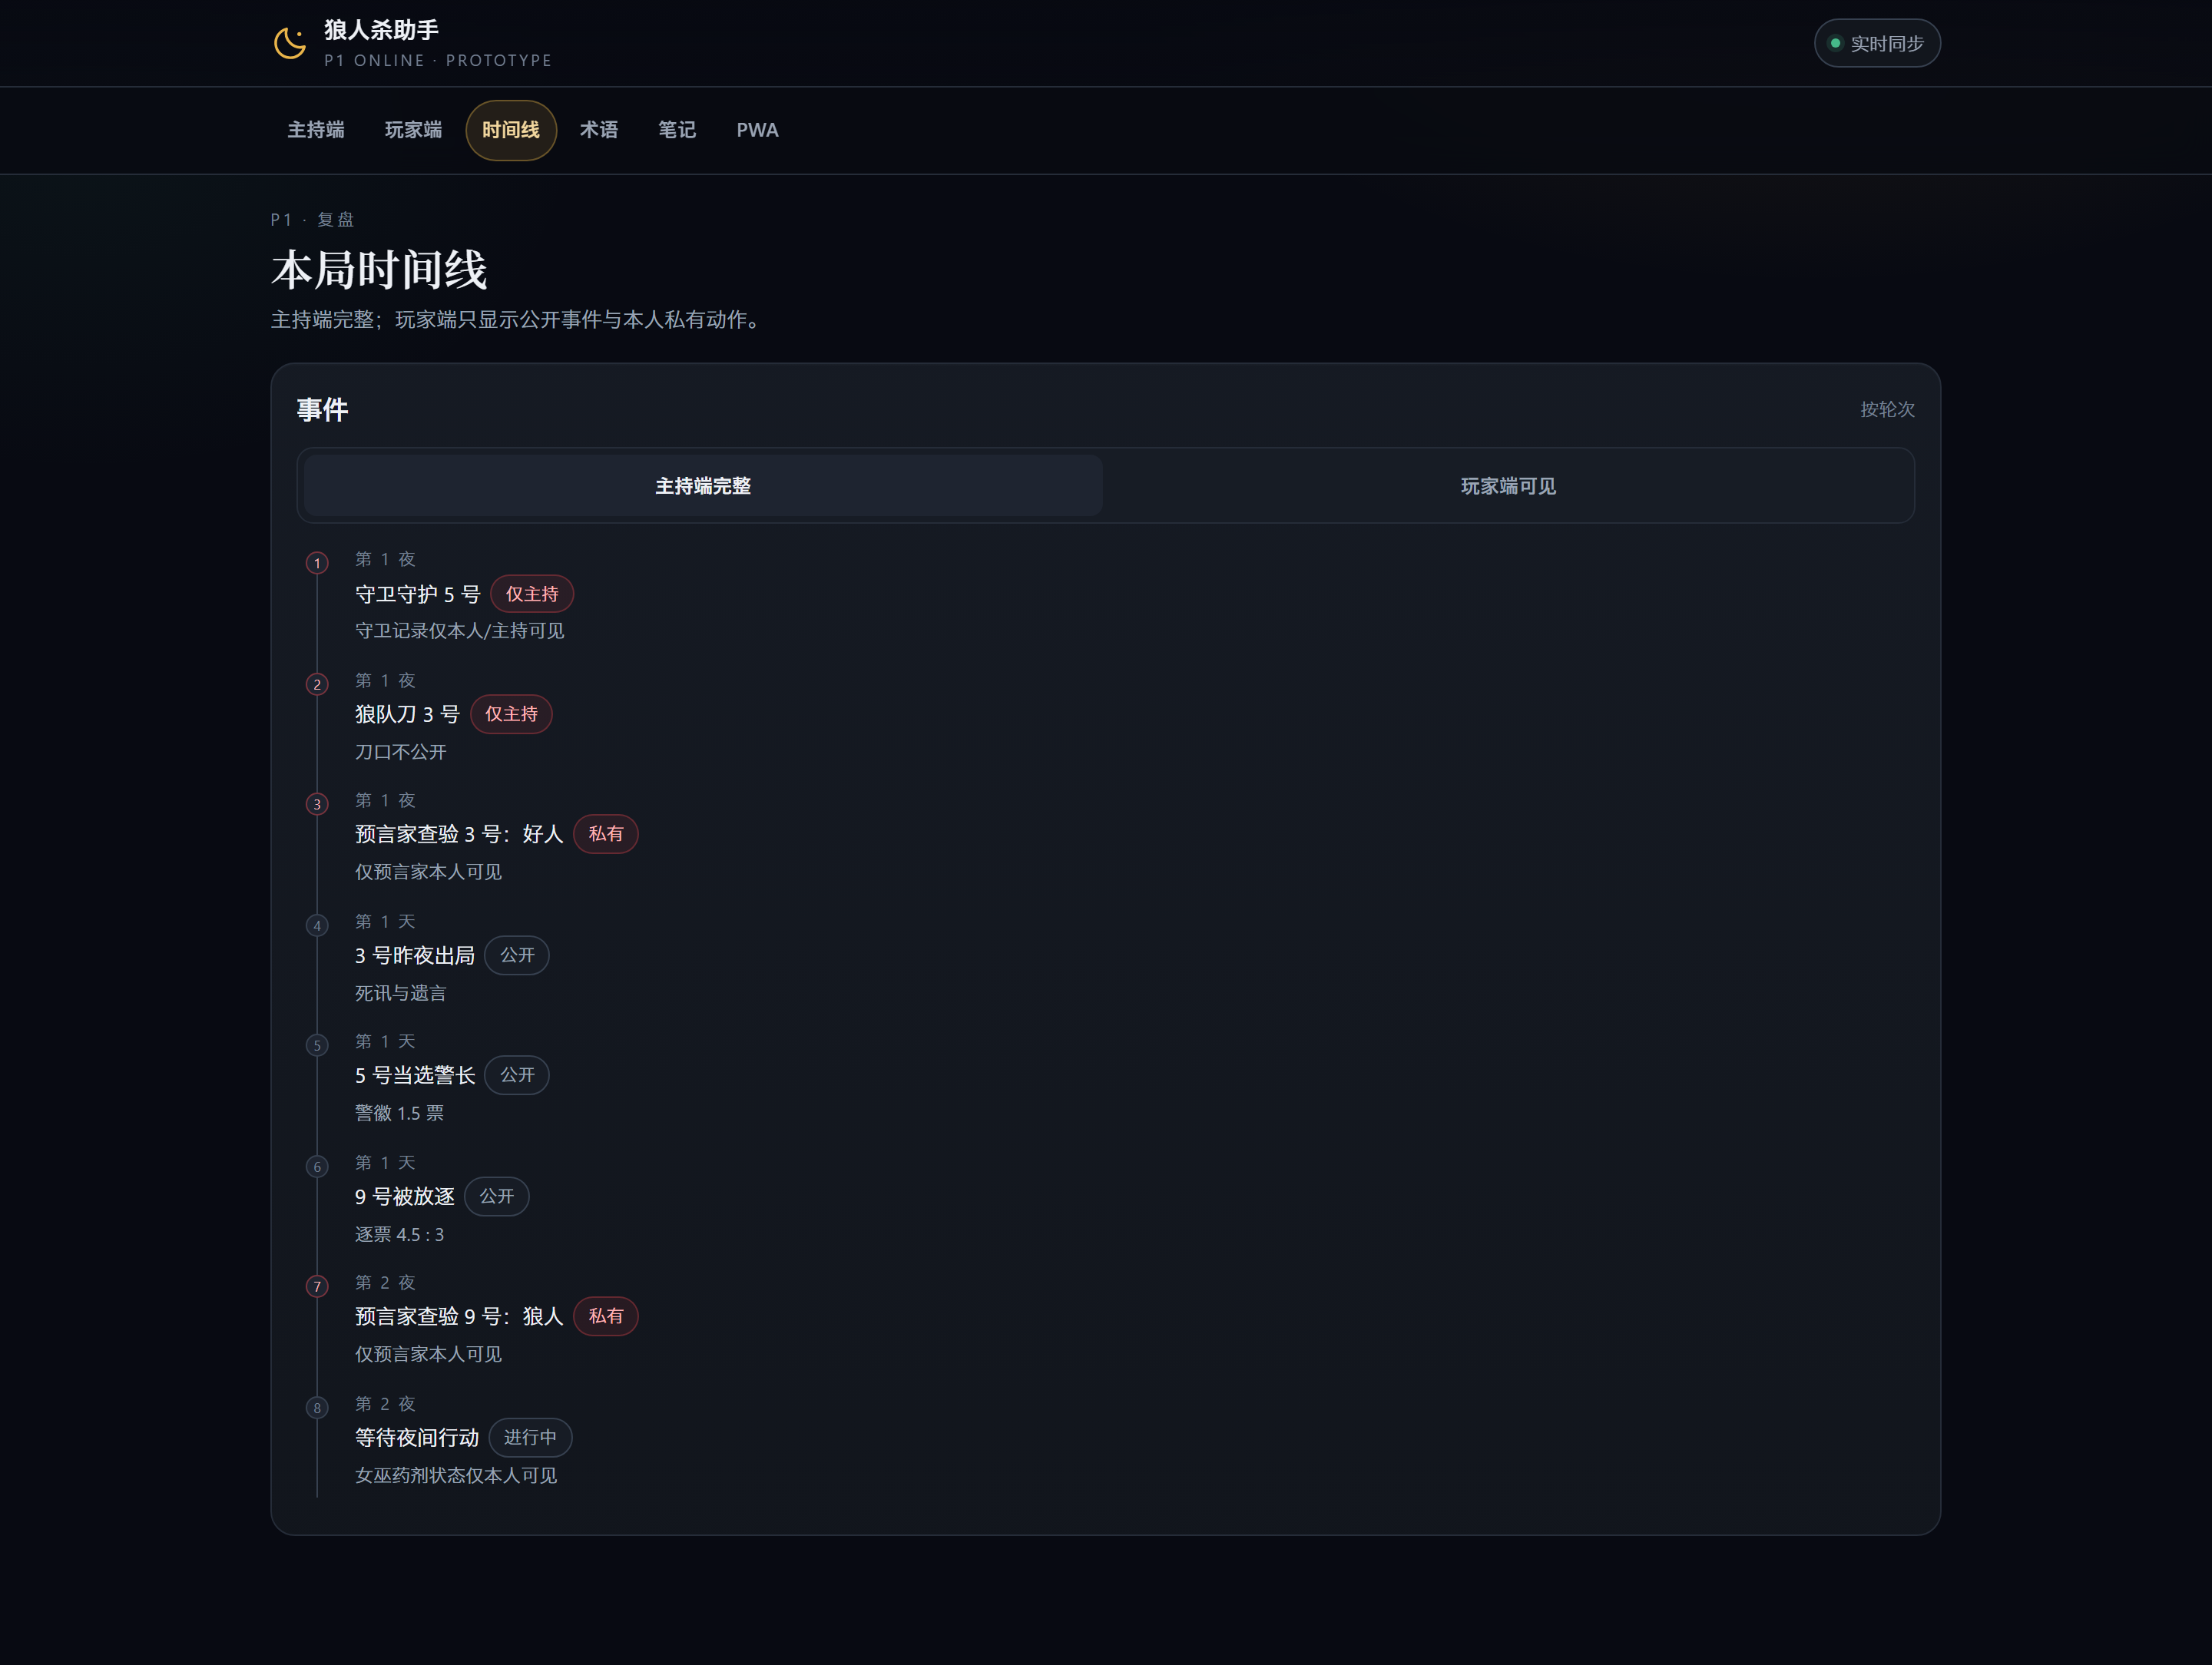 狼人杀助手
P1 ONLINE · PROTOTYPE
实时同步
主持端 玩家端 时间线 术语 笔记 PWA
P1 · 复盘
本局时间线
主持端完整；玩家端只显示公开事件与本人私有动作。
事件 按轮次
主持端完整 玩家端可见
1 第 1 夜
守卫守护 5 号 仅主持
守卫记录仅本人/主持可见
2 第 1 夜
狼队刀 3 号 仅主持
刀口不公开
3 第 1 夜
预言家查验 3 号：好人 私有
仅预言家本人可见
4 第 1 天
3 号昨夜出局 公开
死讯与遗言
5 第 1 天
5 号当选警长 公开
警徽 1.5 票
6 第 1 天
9 号被放逐 公开
逐票 4.5 : 3
7 第 2 夜
预言家查验 9 号：狼人 私有
仅预言家本人可见
8 第 2 夜
等待夜间行动 进行中
女巫药剂状态仅本人可见